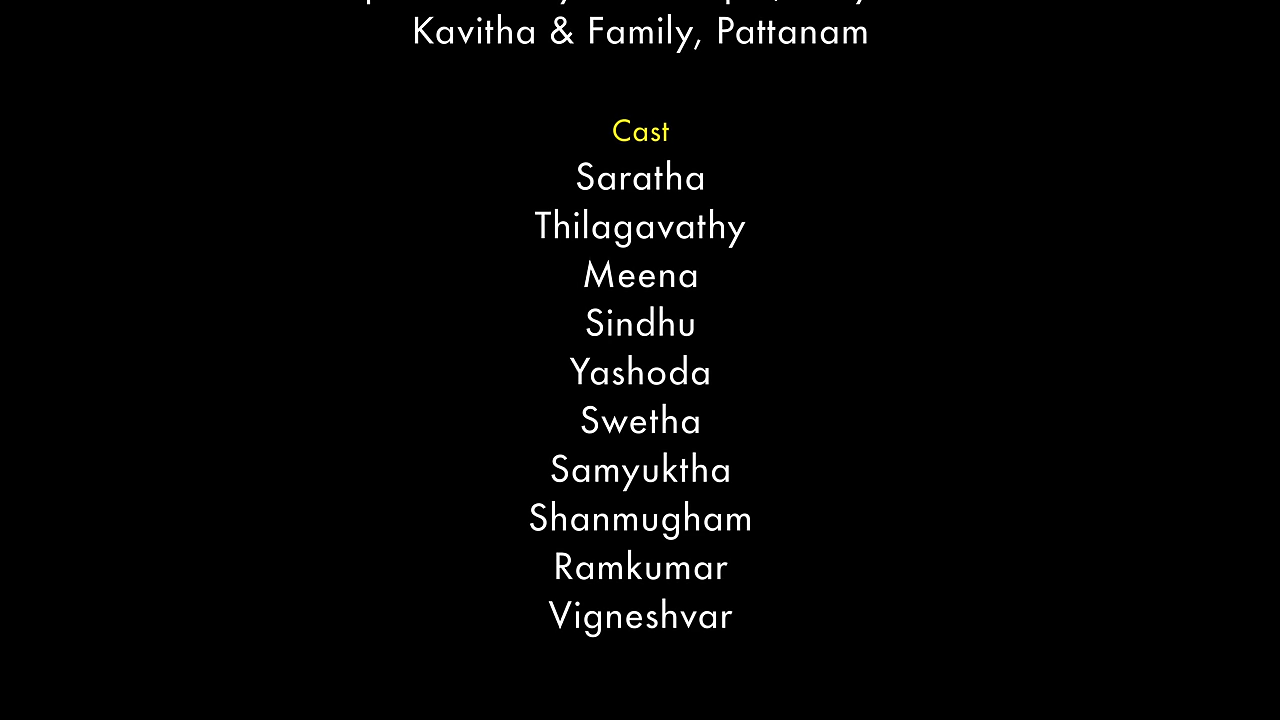 Kavitha & Family, Pattanam
Cast
Saratha
Thilagavathy
Meena
Sindhu
Yashoda
Swetha
Samyuktha
Shanmugham
Ramkumar
Vigneshvar